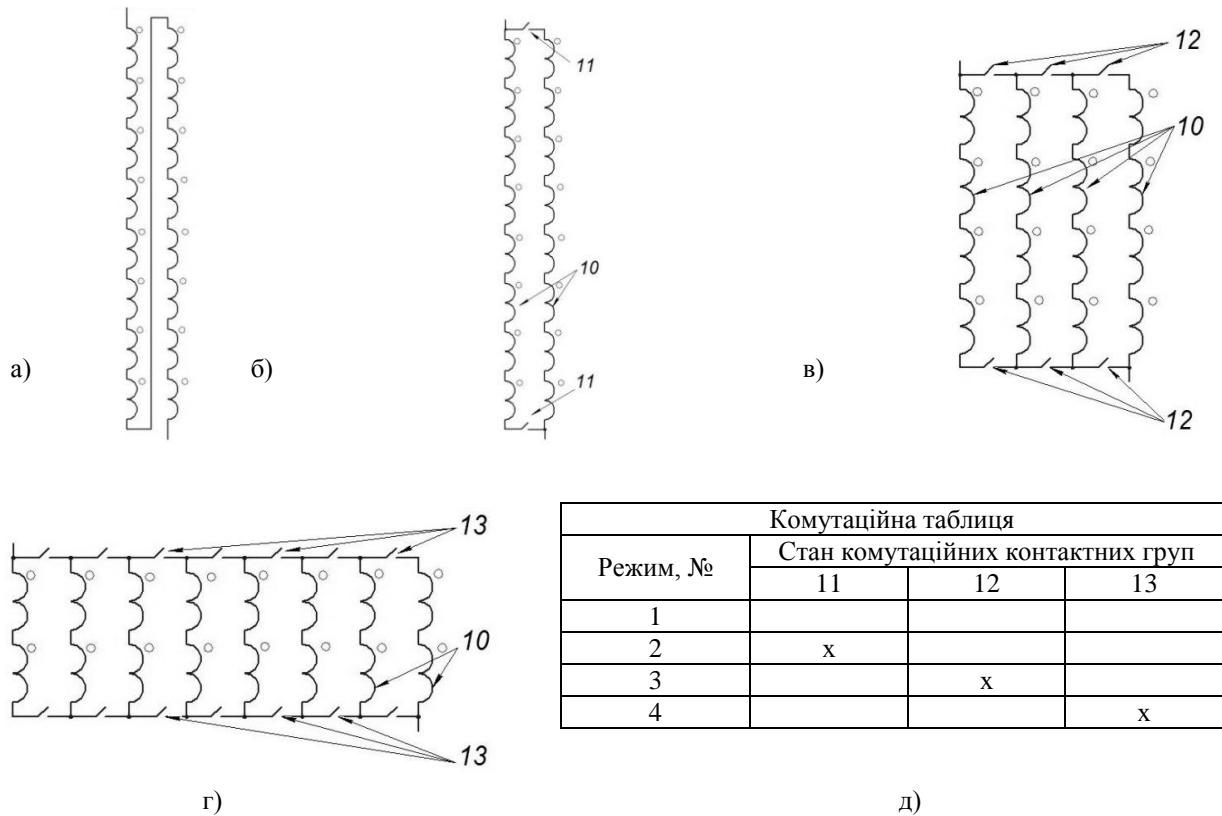 11
10
11
12
10
12
а)
б)
в)
13
10
13
Комутаційна таблиця
Режим, №
Стан комутаційних контактних груп
11 12 13
1
2 х
3 х
4 х
г)
д)